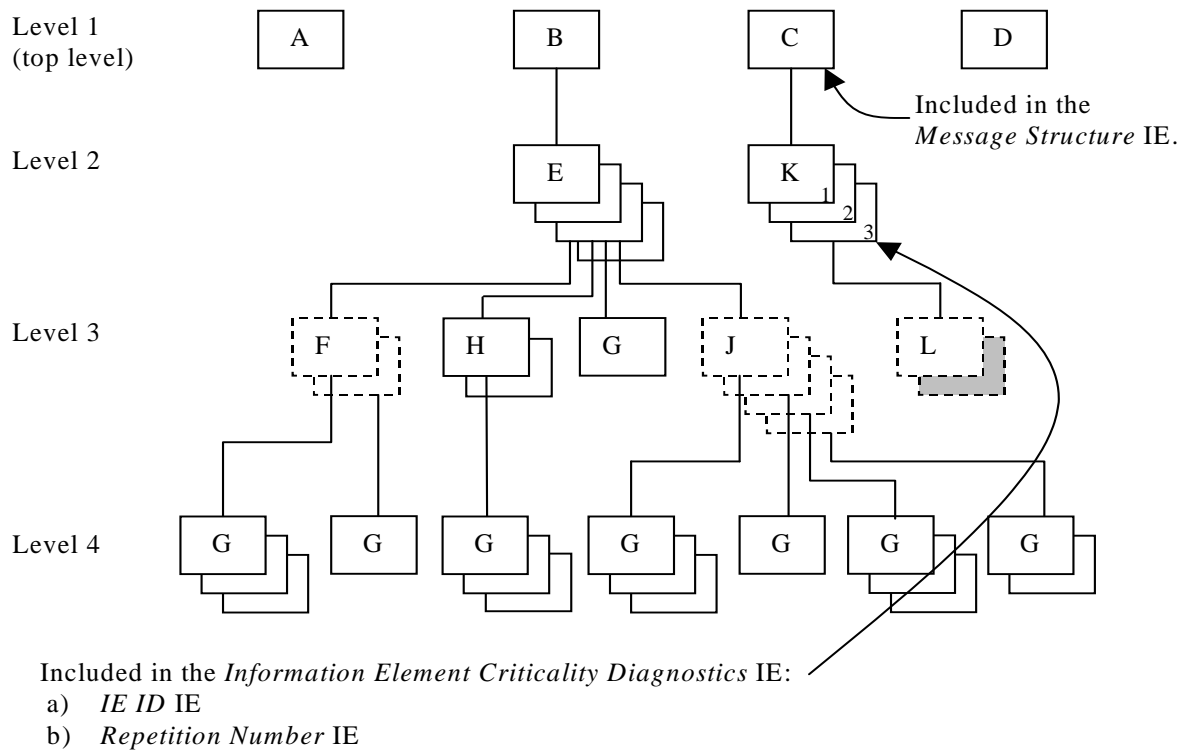 Level 1
(top level)
A
B
C
D
Included in the
Message Structure IE.
Level 2
E
K
1
2
3
Level 3
F
H
G
J
L
Level 4
G
G
G
G
G
G
G
Included in the Information Element Criticality Diagnostics IE:
a) IE ID IE
b) Repetition Number IE